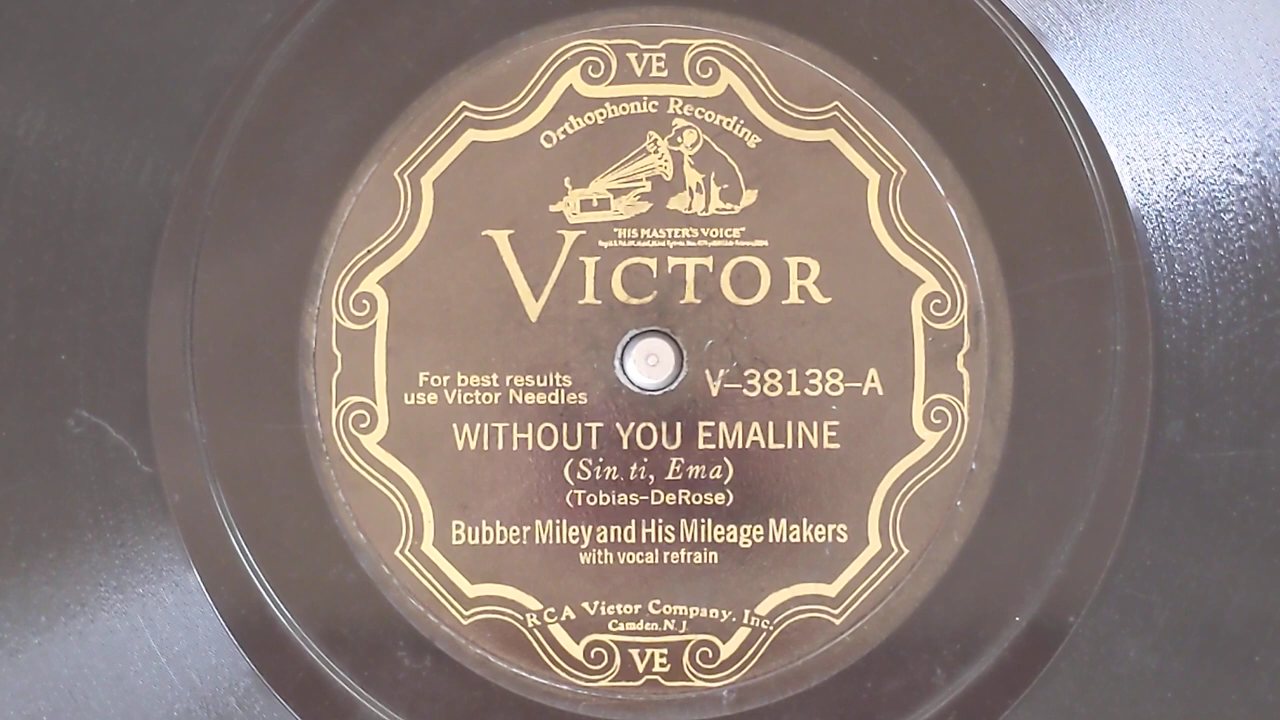 VE
Orthophonic Recording
"HIS MASTER'S VOICE"
VICTOR
For best results
use Victor Needles
V-38138-A
WITHOUT YOU EMALINE
(Sin ti, Ema)
(Tobias-DeRose)
Bubber Miley and His Mileage Makers
with vocal refrain
RCA Victor Company, Inc.
Camden, N. J.
VE